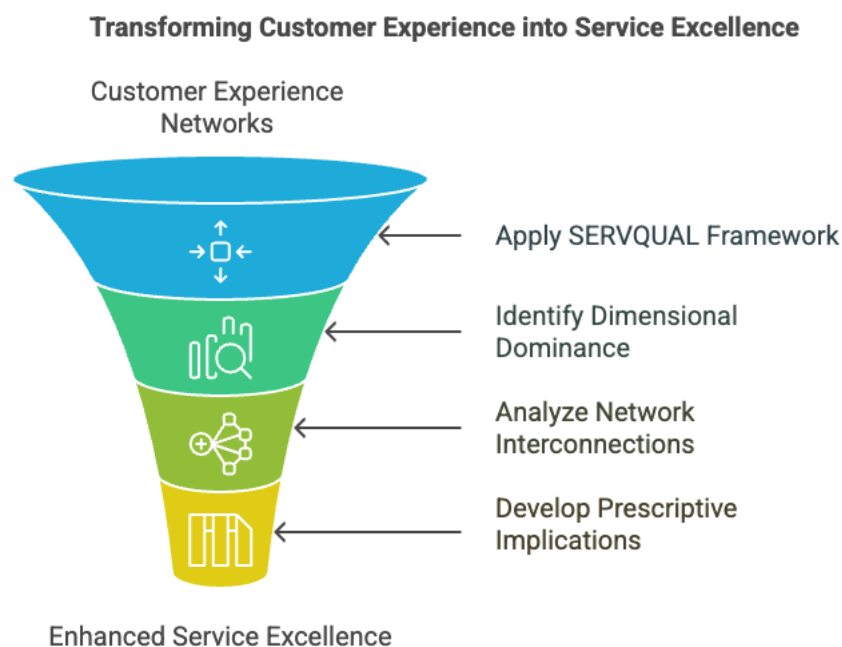 Transforming Customer Experience into Service Excellence
Customer Experience
Networks
Apply SERVQUAL Framework
Identify Dimensional
Dominance
Analyze Network
Interconnections
Develop Prescriptive
Implications
Enhanced Service Excellence